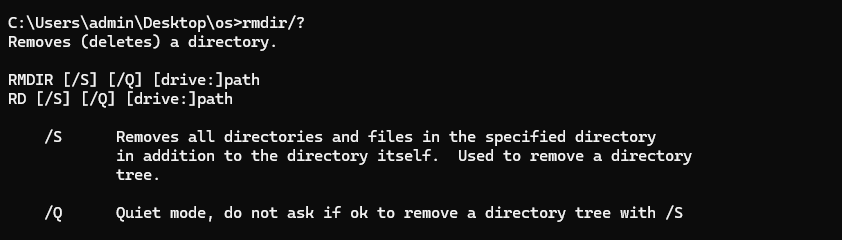 C:\Users\admin\Desktop\os>rmdir/?
Removes (deletes) a directory.
RMDIR [/S] [/Q] [drive:]path
RD [/S] [/Q] [drive:]path
/S      Removes all directories and files in the specified directory
in addition to the directory itself.  Used to remove a directory
tree.
/Q      Quiet mode, do not ask if ok to remove a directory tree with /S